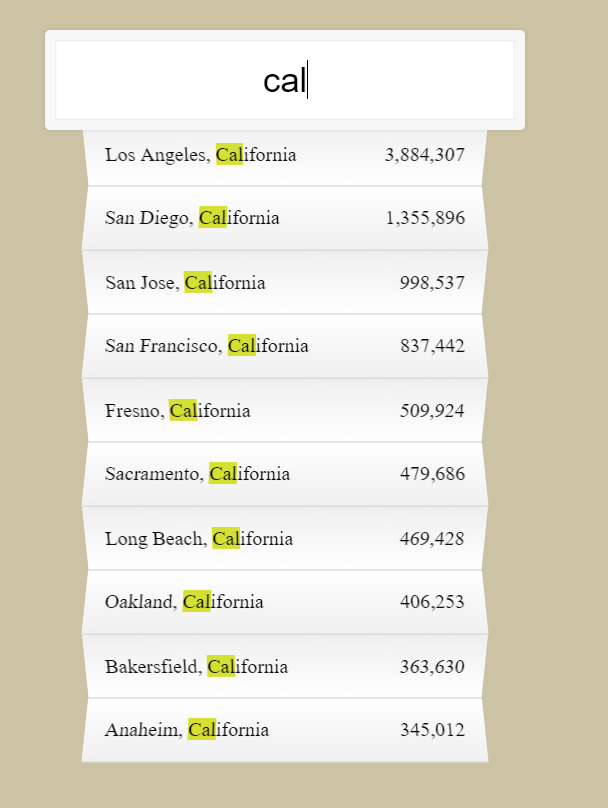 cal
Los Angeles, California 3,884,307
San Diego, California 1,355,896
San Jose, California 998,537
San Francisco, California 837,442
Fresno, California 509,924
Sacramento, California 479,686
Long Beach, California 469,428
Oakland, California 406,253
Bakersfield, California 363,630
Anaheim, California 345,012